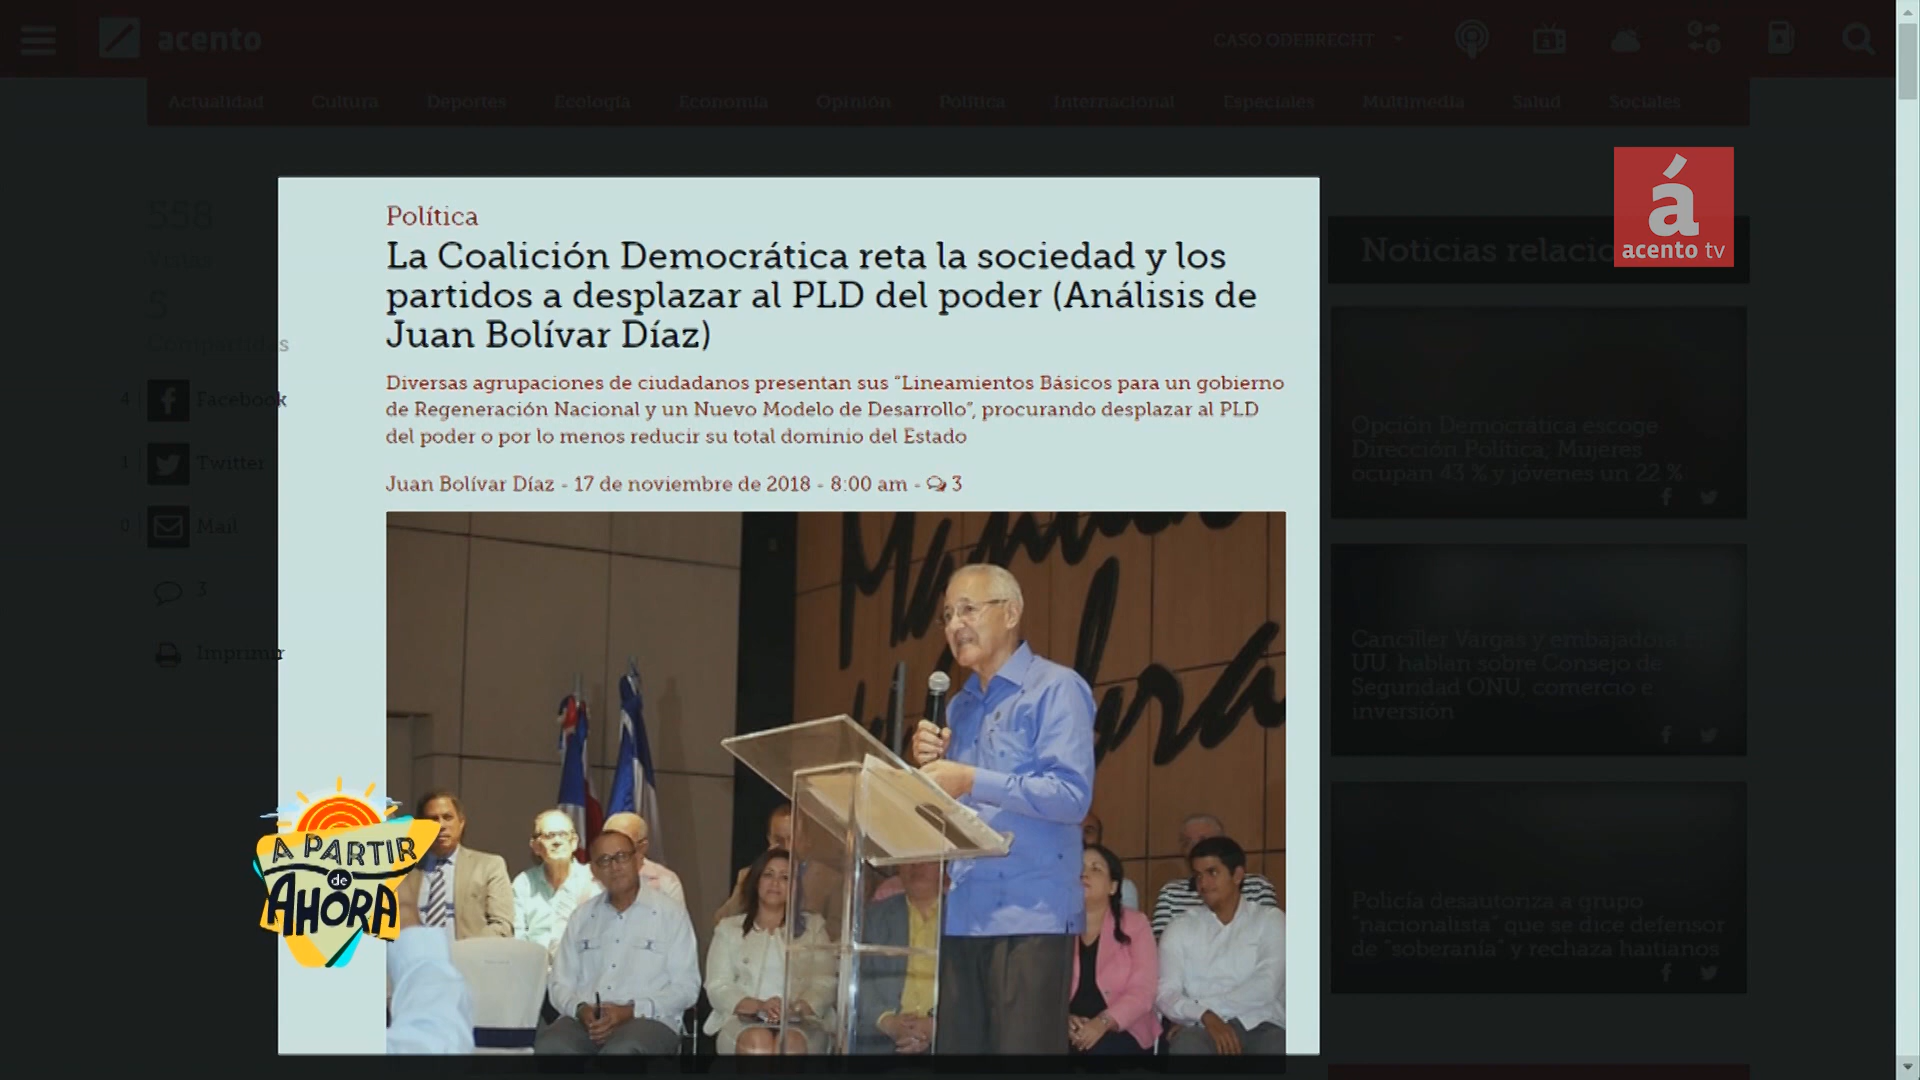 acento
CASO ODEBRECHT
Actualidad Cultura Deportes Ecología Economía Opinión Política Internacional Especiales Multimedia Salud Sociales
558
Vistas
5
Compartidas
4 Facebook
1 Twitter
0 Mail
3
Imprimir
Política
La Coalición Democrática reta la sociedad y los
partidos a desplazar al PLD del poder (Análisis de
Juan Bolívar Díaz)
Diversas agrupaciones de ciudadanos presentan sus “Lineamientos Básicos para un gobierno
de Regeneración Nacional y un Nuevo Modelo de Desarrollo”, procurando desplazar al PLD
del poder o por lo menos reducir su total dominio del Estado
Juan Bolívar Díaz - 17 de noviembre de 2018 - 8:00 am - 3
A PARTIR
de
AHORA
á
acento tv
Noticias
Opción Democrática escoge
Dirección Política; Mujeres
ocupan 43 % y jóvenes un 22 %
Canciller Vargas y embajadora
UU. hablan sobre Consejo de
Seguridad ONU, comercio e
inversión
Policía desautoriza a grupo
"nacionalista" que se dice defensor
de "soberanía" y rechaza haitianos